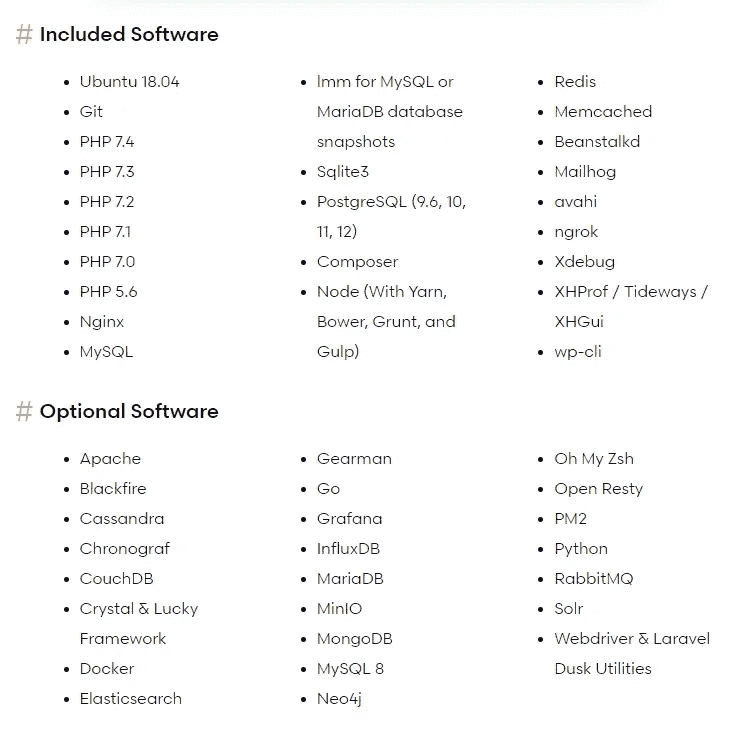 # Included Software
Ubuntu 18.04
Git
PHP 7.4
PHP 7.3
PHP 7.2
PHP 7.1
PHP 7.0
PHP 5.6
Nginx
MySQL
lmm for MySQL or
MariaDB database
snapshots
Sqlite3
PostgreSQL (9.6, 10,
11, 12)
Composer
Node (With Yarn,
Bower, Grunt, and
Gulp)
Redis
Memcached
Beanstalkd
Mailhog
avahi
ngrok
Xdebug
XHProf / Tideways /
XHGui
wp-cli
# Optional Software
Apache
Blackfire
Cassandra
Chronograf
CouchDB
Crystal & Lucky
Framework
Docker
Elasticsearch
Gearman
Go
Grafana
InfluxDB
MariaDB
MinIO
MongoDB
MySQL 8
Neo4j
Oh My Zsh
Open Resty
PM2
Python
RabbitMQ
Solr
Webdriver & Laravel
Dusk Utilities